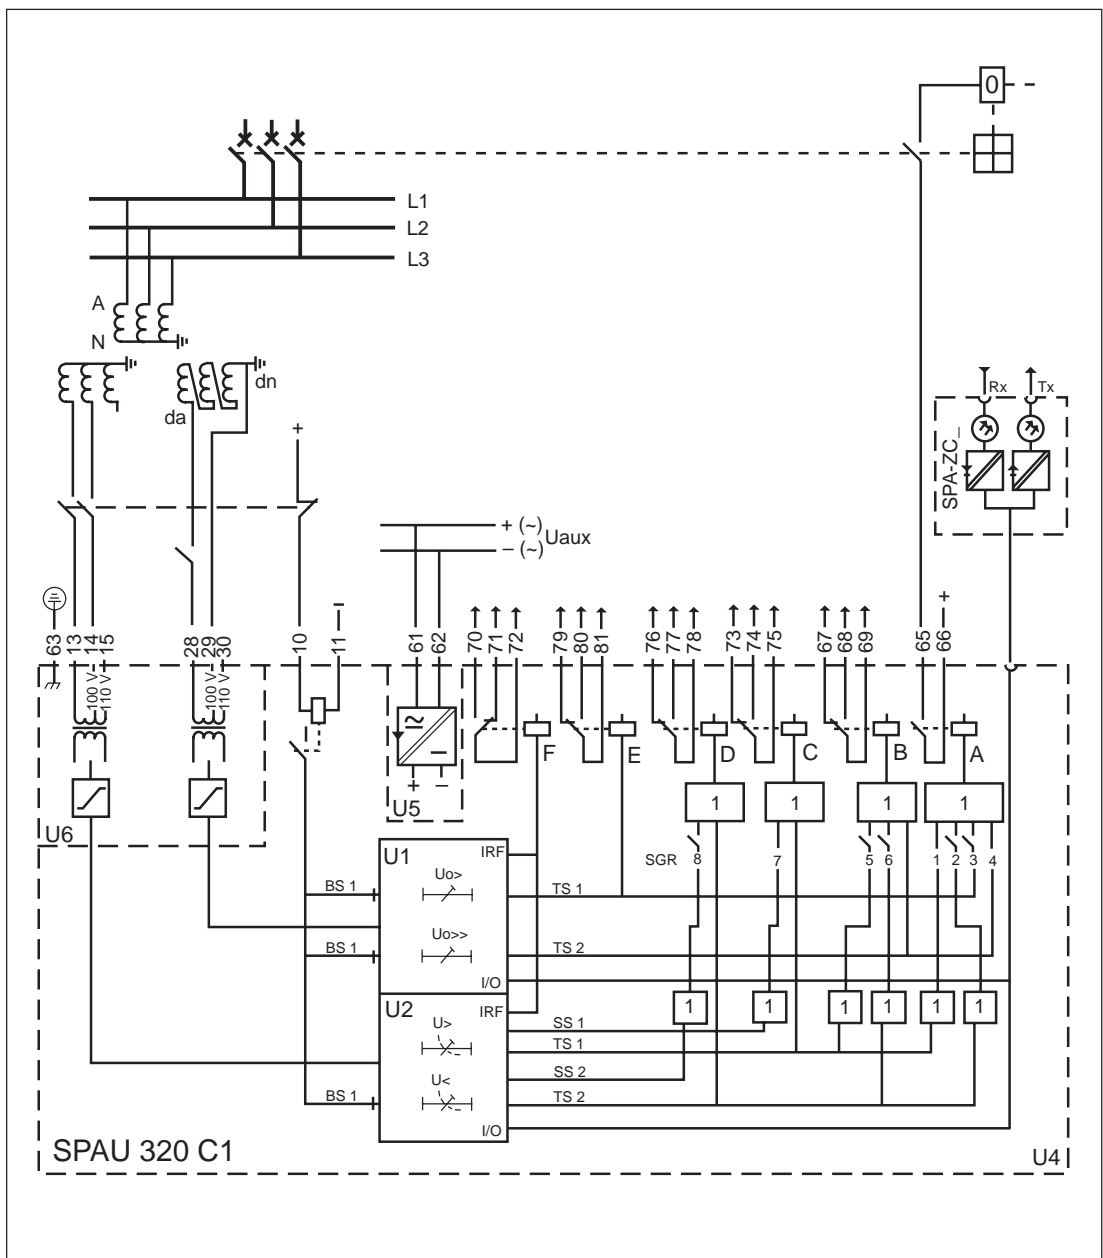 0
L1
L2
L3
A
N
dn
da
Rx
Tx
SPA-ZC_
+
+ (~)
Uaux
– (~)
+
–
63
13
14
15
28
29
30
10
11
61
62
70
71
72
79
80
81
76
77
78
73
74
75
67
68
69
65
66
100 V
110 V
100 V
110 V
F
E
D
C
B
A
+ –
U5
U6
1
1
1
1
SGR 8
7
5
6
1
2
3
4
U1
IRF
Uo>
BS 1
TS 1
Uo>>
BS 1
TS 2
I/O
U2
IRF
1
1
1
1
1
1
U>
SS 1
TS 1
SS 2
U<
BS 1
TS 2
I/O
SPAU 320 C1
U4